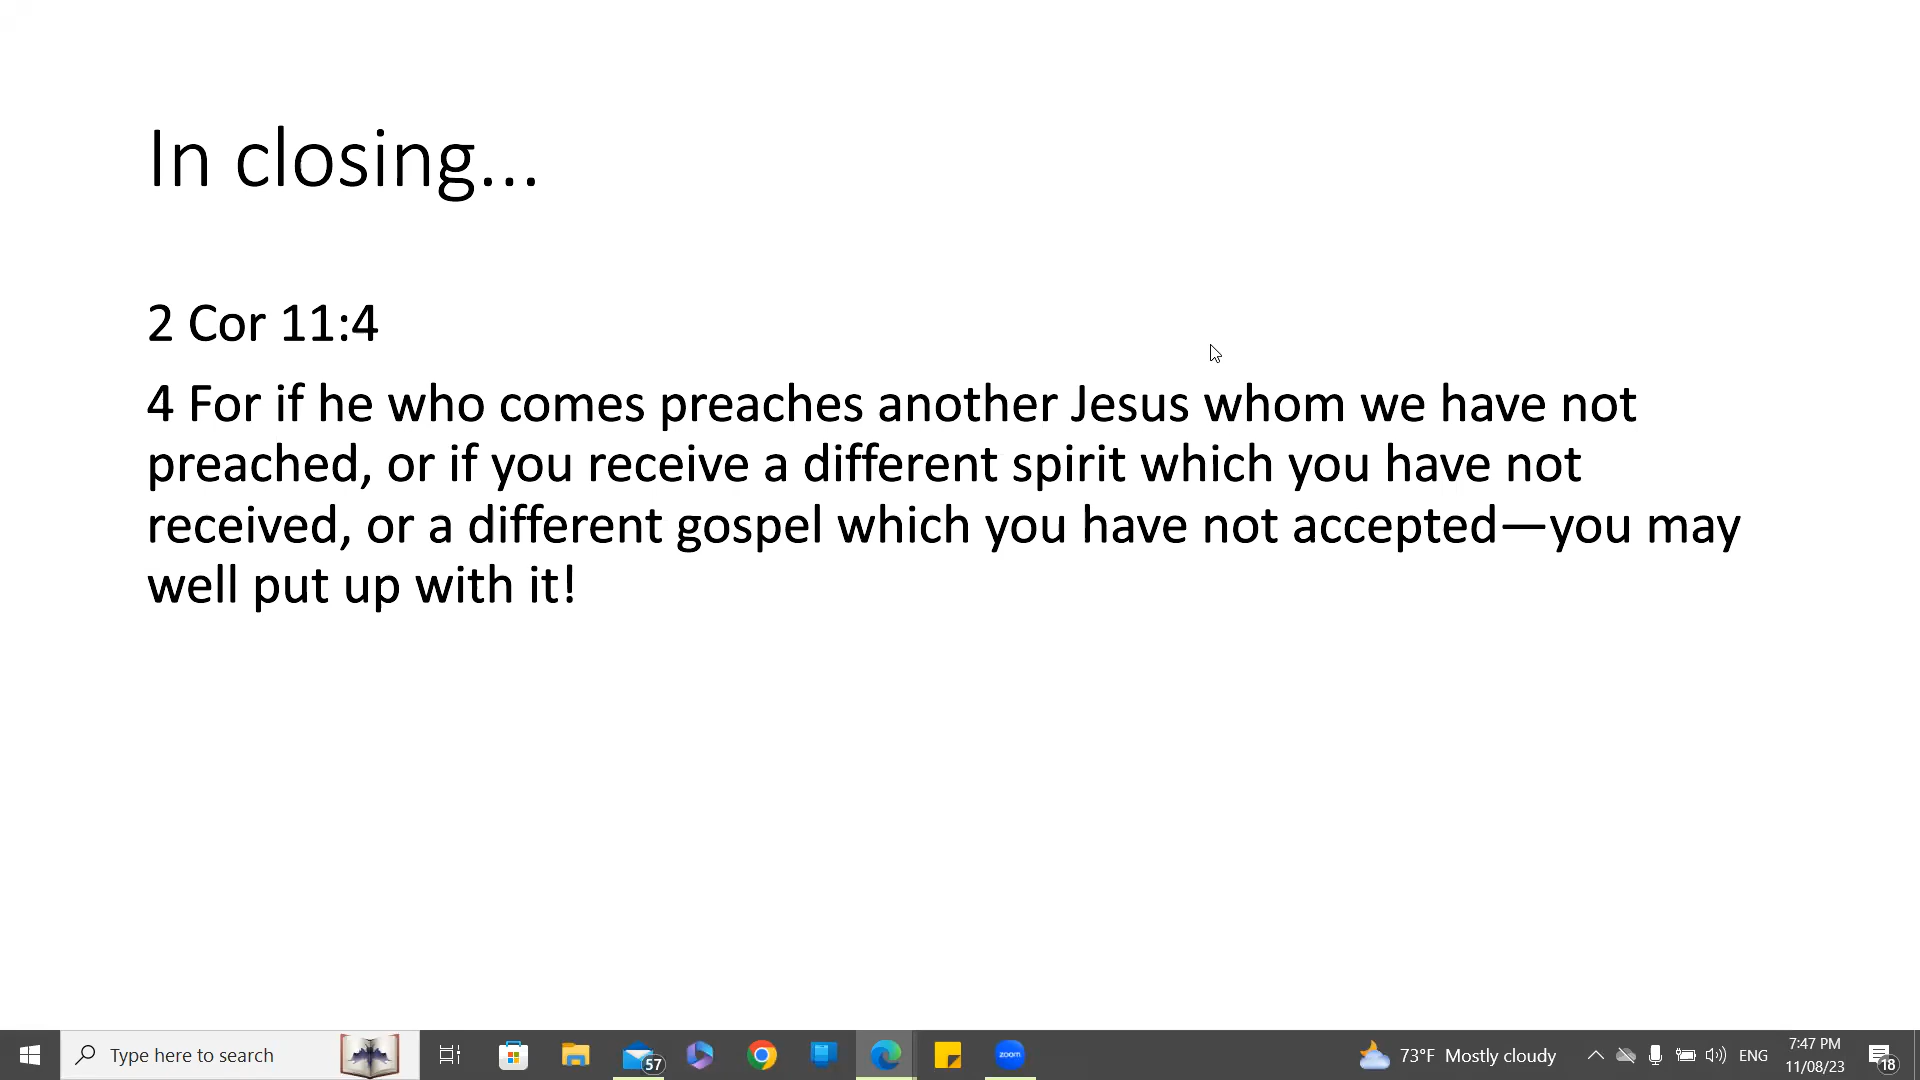 In closing...
2 Cor 11:4
4 For if he who comes preaches another Jesus whom we have not
preached, or if you receive a different spirit which you have not
received, or a different gospel which you have not accepted—you may
well put up with it!
Type here to search
57
zoom
73°F Mostly cloudy
ENG
7:47 PM
11/08/23
18